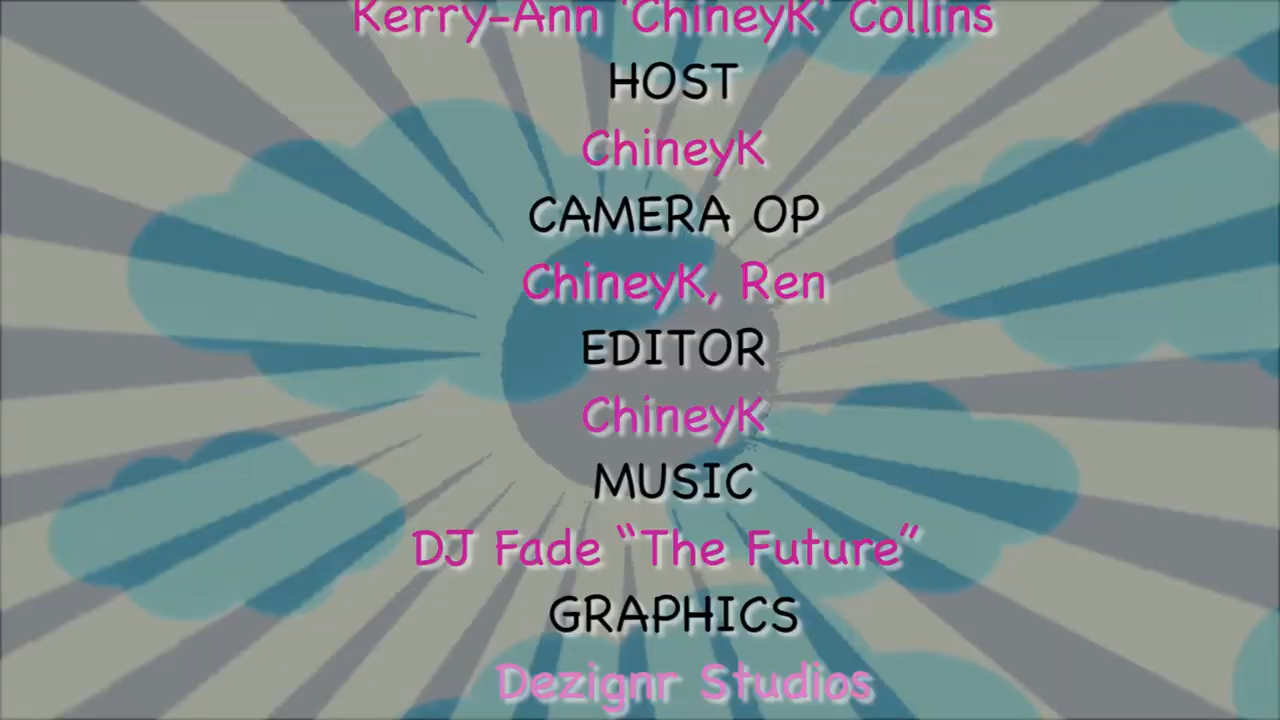 Kerry-Ann 'ChineyK' Collins
HOST
ChineyK
CAMERA OP
ChineyK, Ren
EDITOR
ChineyK
MUSIC
DJ Fade “The Future”
GRAPHICS
Dezignr Studios